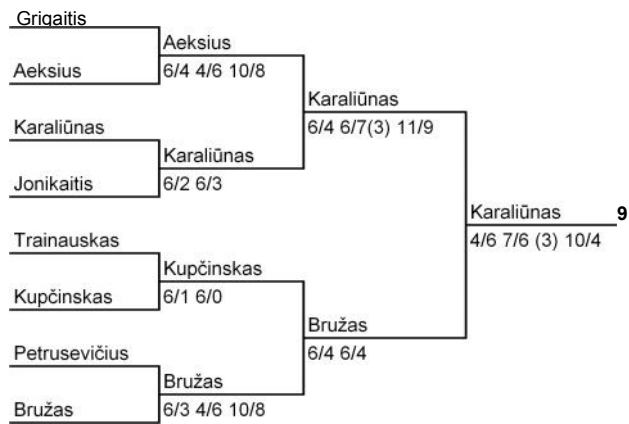 Grigaitis
Aeksius
Aeksius
6/4 4/6 10/8
Karaliūnas
6/4 6/7(3) 11/9
Karaliūnas
Karaliūnas
Jonikaitis
6/2 6/3
Karaliūnas 9
4/6 7/6 (3) 10/4
Trainauskas
Kupčinskas
Kupčinskas
6/1 6/0
Bružas
6/4 6/4
Petrusevičius
Bružas
Bružas
6/3 4/6 10/8